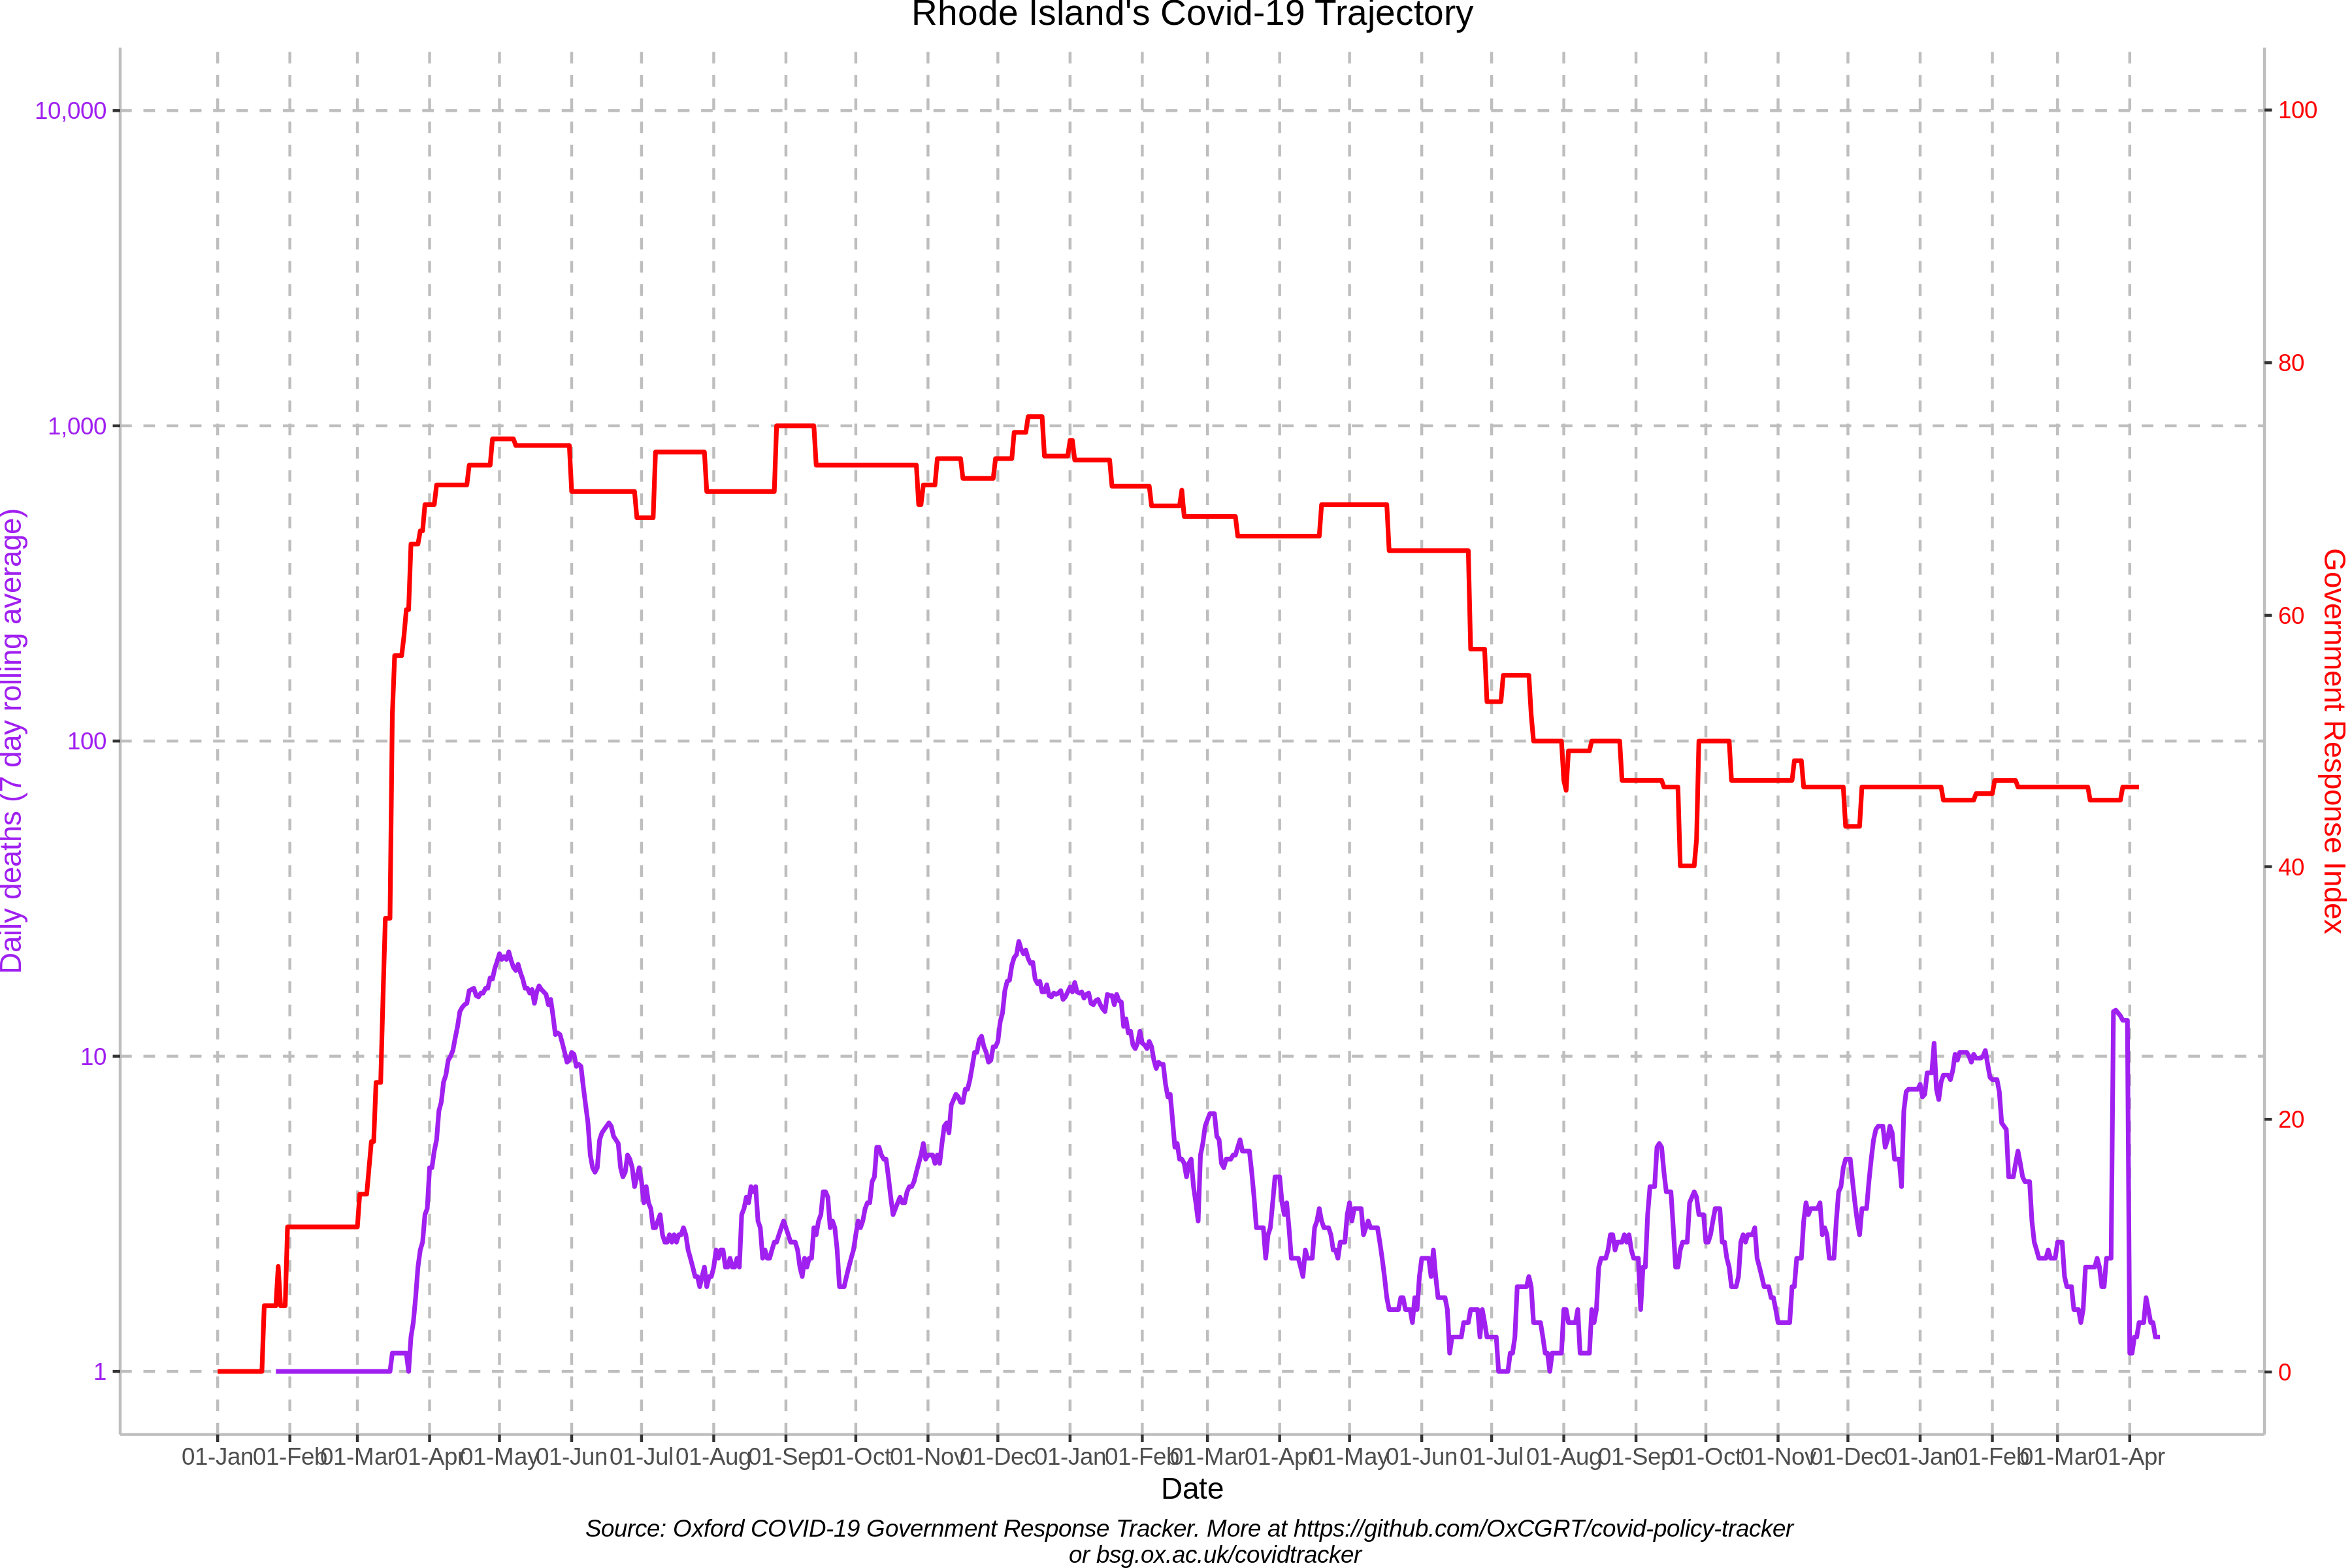 Rhode Island's Covid-19 Trajectory
Daily deaths (7 day rolling average)
10,000
1,000
100
10
1
Government Response Index
100
80
60
40
20
0
01-Jan 01-Feb 01-Mar 01-Apr 01-May 01-Jun 01-Jul 01-Aug 01-Sep 01-Oct 01-Nov 01-Dec 01-Jan 01-Feb 01-Mar 01-Apr 01-May 01-Jun 01-Jul 01-Aug 01-Sep 01-Oct 01-Nov 01-Dec 01-Jan 01-Feb 01-Mar 01-Apr
Date
Source: Oxford COVID-19 Government Response Tracker. More at https://github.com/OxCGRT/covid-policy-tracker
or bsg.ox.ac.uk/covidtracker